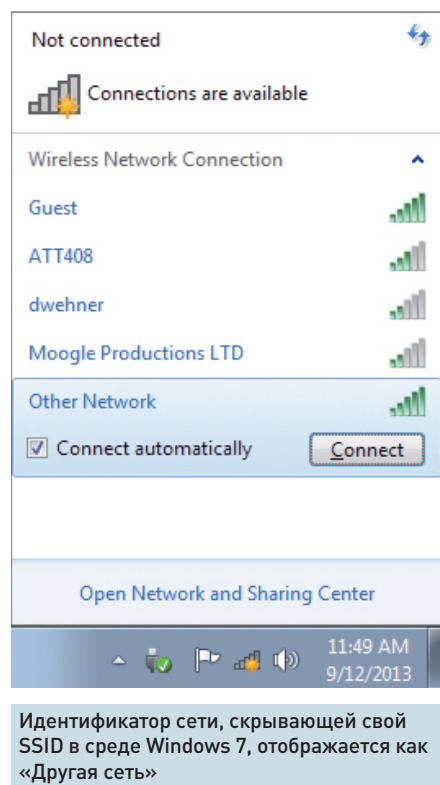 Not connected
Connections are available
Wireless Network Connection
Guest
ATT408
dwehner
Moogle Productions LTD
Other Network
Connect automatically
Connect
Open Network and Sharing Center
11:49 AM
9/12/2013
Идентификатор сети, скрывающей свой
SSID в среде Windows 7, отображается как
«Другая сеть»